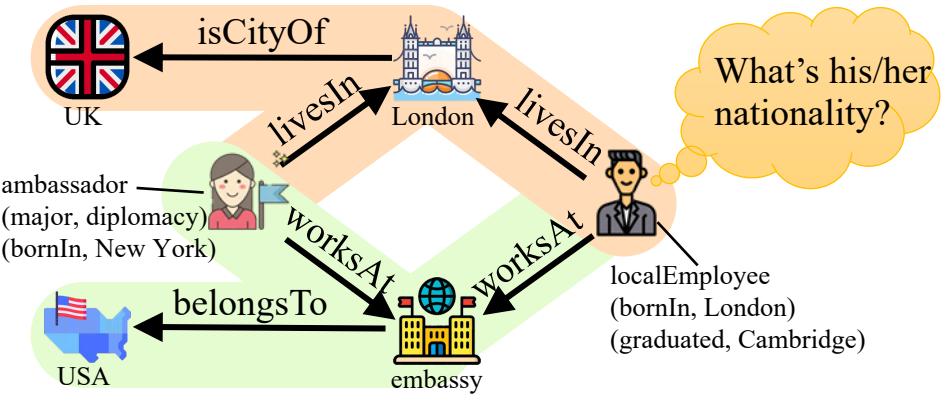 isCityOf
UK
London
livesIn
livesIn
What's his/her
nationality?
ambassador
(major, diplomacy)
(bornIn, New York)
worksAt
worksAt
localEmployee
(bornIn, London)
(graduated, Cambridge)
belongsTo
USA
embassy